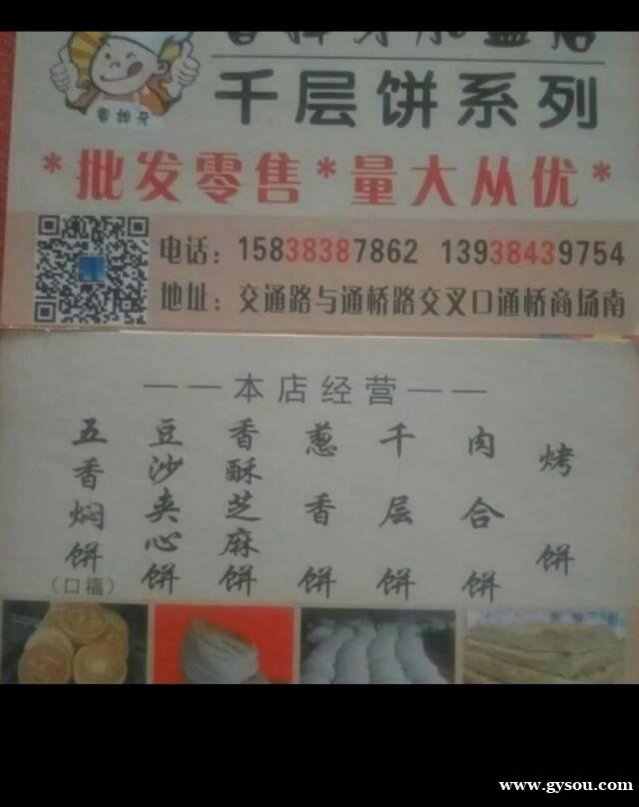 香掉牙
千层饼系列
*批发零售*量大从优*
电话：15838387862 13938439754
地址：交通路与通桥路交叉口通桥商场南
——本店经营——
五香焖饼
（口福）
豆沙夹心饼
香酥芝麻饼
葱香饼
千层饼
肉合饼
烤饼
www.gysou.com